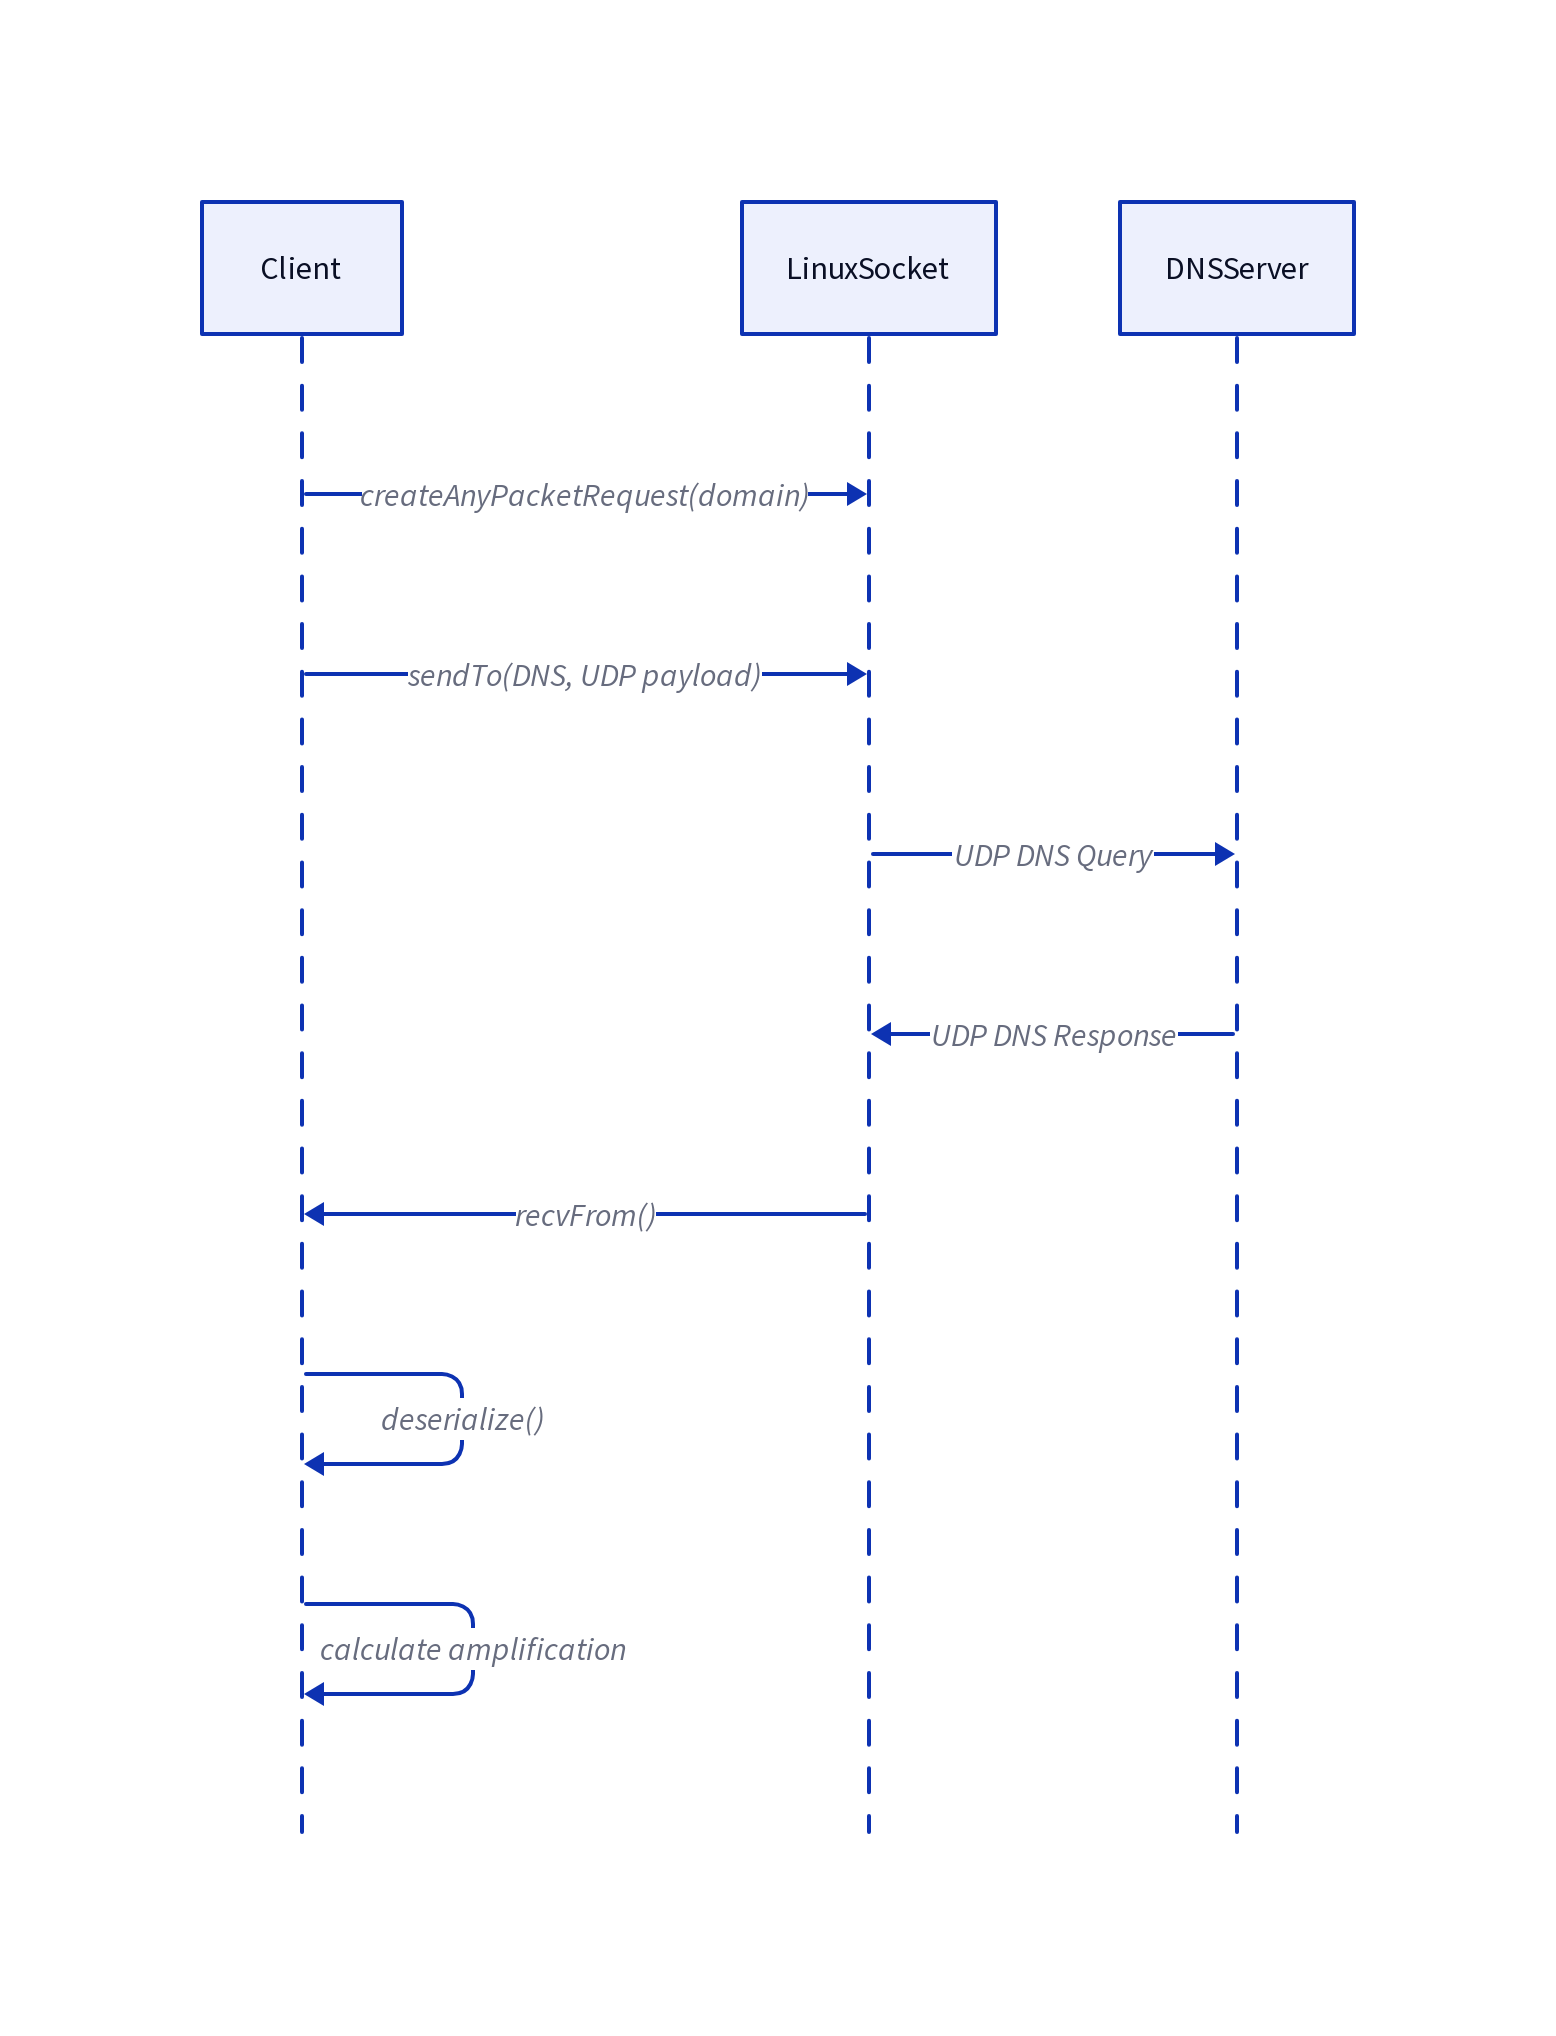 Client
LinuxSocket
DNSServer
createAnyPacketRequest(domain)
sendTo(DNS, UDP payload)
UDP DNS Query
UDP DNS Response
recvFrom()
deserialize()
calculate amplification